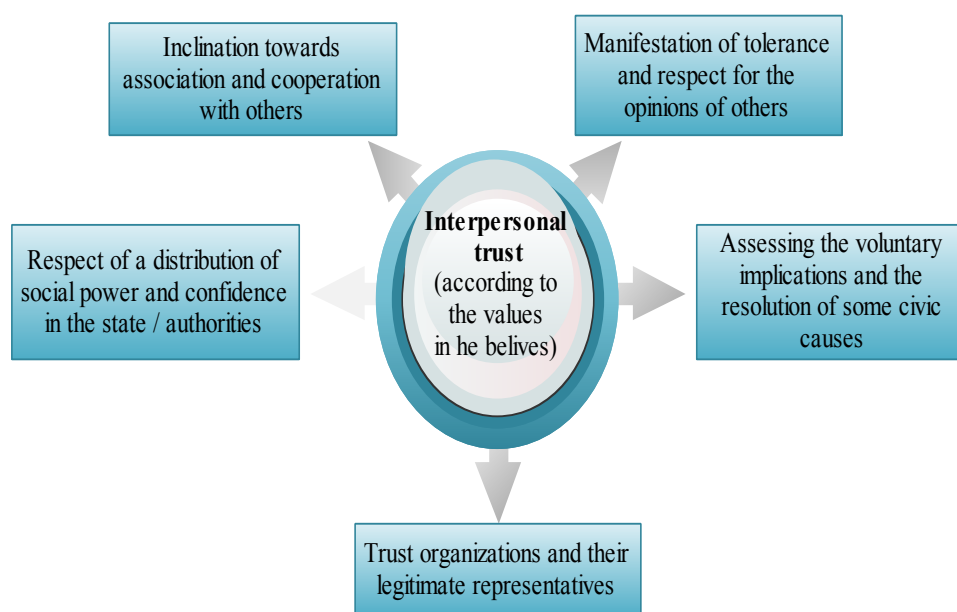 Inclination towards
association and cooperation
with others
Manifestation of tolerance
and respect for the
opinions of others
Interpersonal
trust
(according to
the values
in he belives)
Respect of a distribution of
social power and confidence
in the state / authorities
Assessing the voluntary
implications and the
resolution of some civic
causes
Trust organizations and their
legitimate representatives